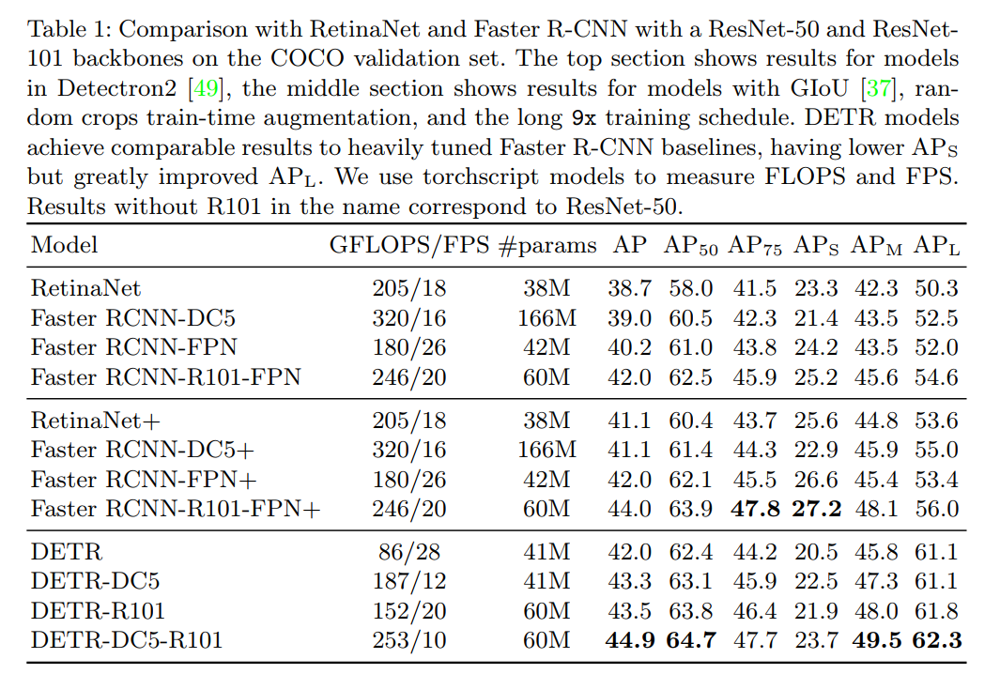 Table 1: Comparison with RetinaNet and Faster R-CNN with a ResNet-50 and ResNet-
101 backbones on the COCO validation set. The top section shows results for models
in Detectron2 [49], the middle section shows results for models with GIoU [37], ran-
dom crops train-time augmentation, and the long 9x training schedule. DETR models
achieve comparable results to heavily tuned Faster R-CNN baselines, having lower APS
but greatly improved APL. We use torchscript models to measure FLOPS and FPS.
Results without R101 in the name correspond to ResNet-50.
Model GFLOPS/FPS #params AP AP50 AP75 APS APM APL
RetinaNet 205/18 38M 38.7 58.0 41.5 23.3 42.3 50.3
Faster RCNN-DC5 320/16 166M 39.0 60.5 42.3 21.4 43.5 52.5
Faster RCNN-FPN 180/26 42M 40.2 61.0 43.8 24.2 43.5 52.0
Faster RCNN-R101-FPN 246/20 60M 42.0 62.5 45.9 25.2 45.6 54.6
RetinaNet+ 205/18 38M 41.1 60.4 43.7 25.6 44.8 53.6
Faster RCNN-DC5+ 320/16 166M 41.1 61.4 44.3 22.9 45.9 55.0
Faster RCNN-FPN+ 180/26 42M 42.0 62.1 45.5 26.6 45.4 53.4
Faster RCNN-R101-FPN+ 246/20 60M 44.0 63.9 47.8 27.2 48.1 56.0
DETR 86/28 41M 42.0 62.4 44.2 20.5 45.8 61.1
DETR-DC5 187/12 41M 43.3 63.1 45.9 22.5 47.3 61.1
DETR-R101 152/20 60M 43.5 63.8 46.4 21.9 48.0 61.8
DETR-DC5-R101 253/10 60M 44.9 64.7 47.7 23.7 49.5 62.3